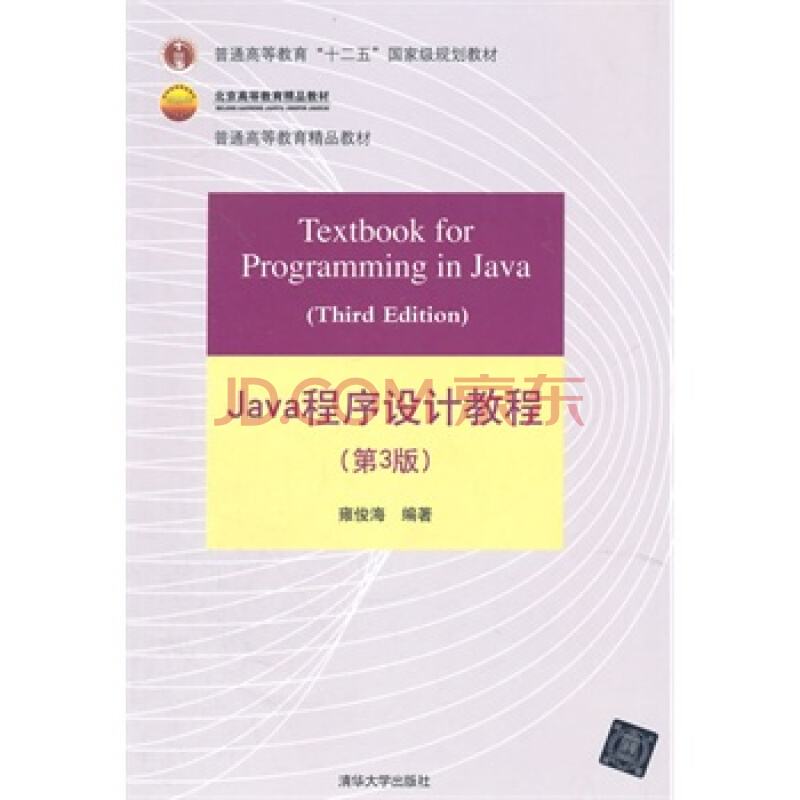 普通高等教育“十二五”国家级规划教材
北京高等教育精品教材
普通高等教育精品教材
Textbook for
Programming in Java
(Third Edition)
JD.COM 京东
Java程序设计教程
（第3版）
雍俊海 编著
清华大学出版社